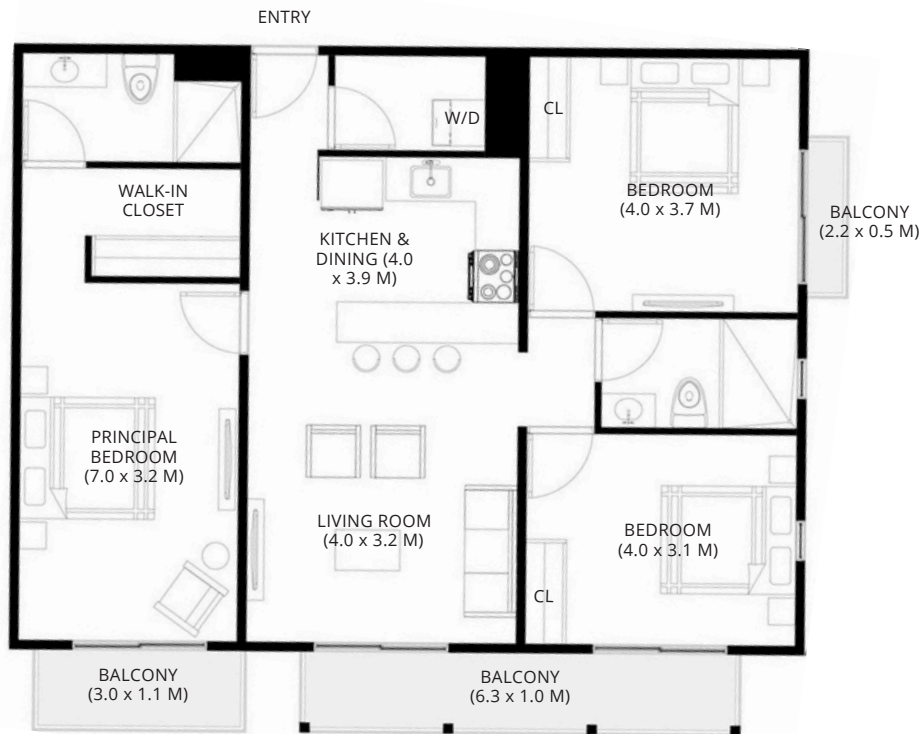 ENTRY
W/D
CL
WALK-IN
CLOSET
BEDROOM
(4.0 x 3.7 M)
BALCONY
(2.2 x 0.5 M)
KITCHEN &
DINING (4.0
x 3.9 M)
PRINCIPAL
BEDROOM
(7.0 x 3.2 M)
LIVING ROOM
(4.0 x 3.2 M)
BEDROOM
(4.0 x 3.1 M)
CL
BALCONY
(3.0 x 1.1 M)
BALCONY
(6.3 x 1.0 M)